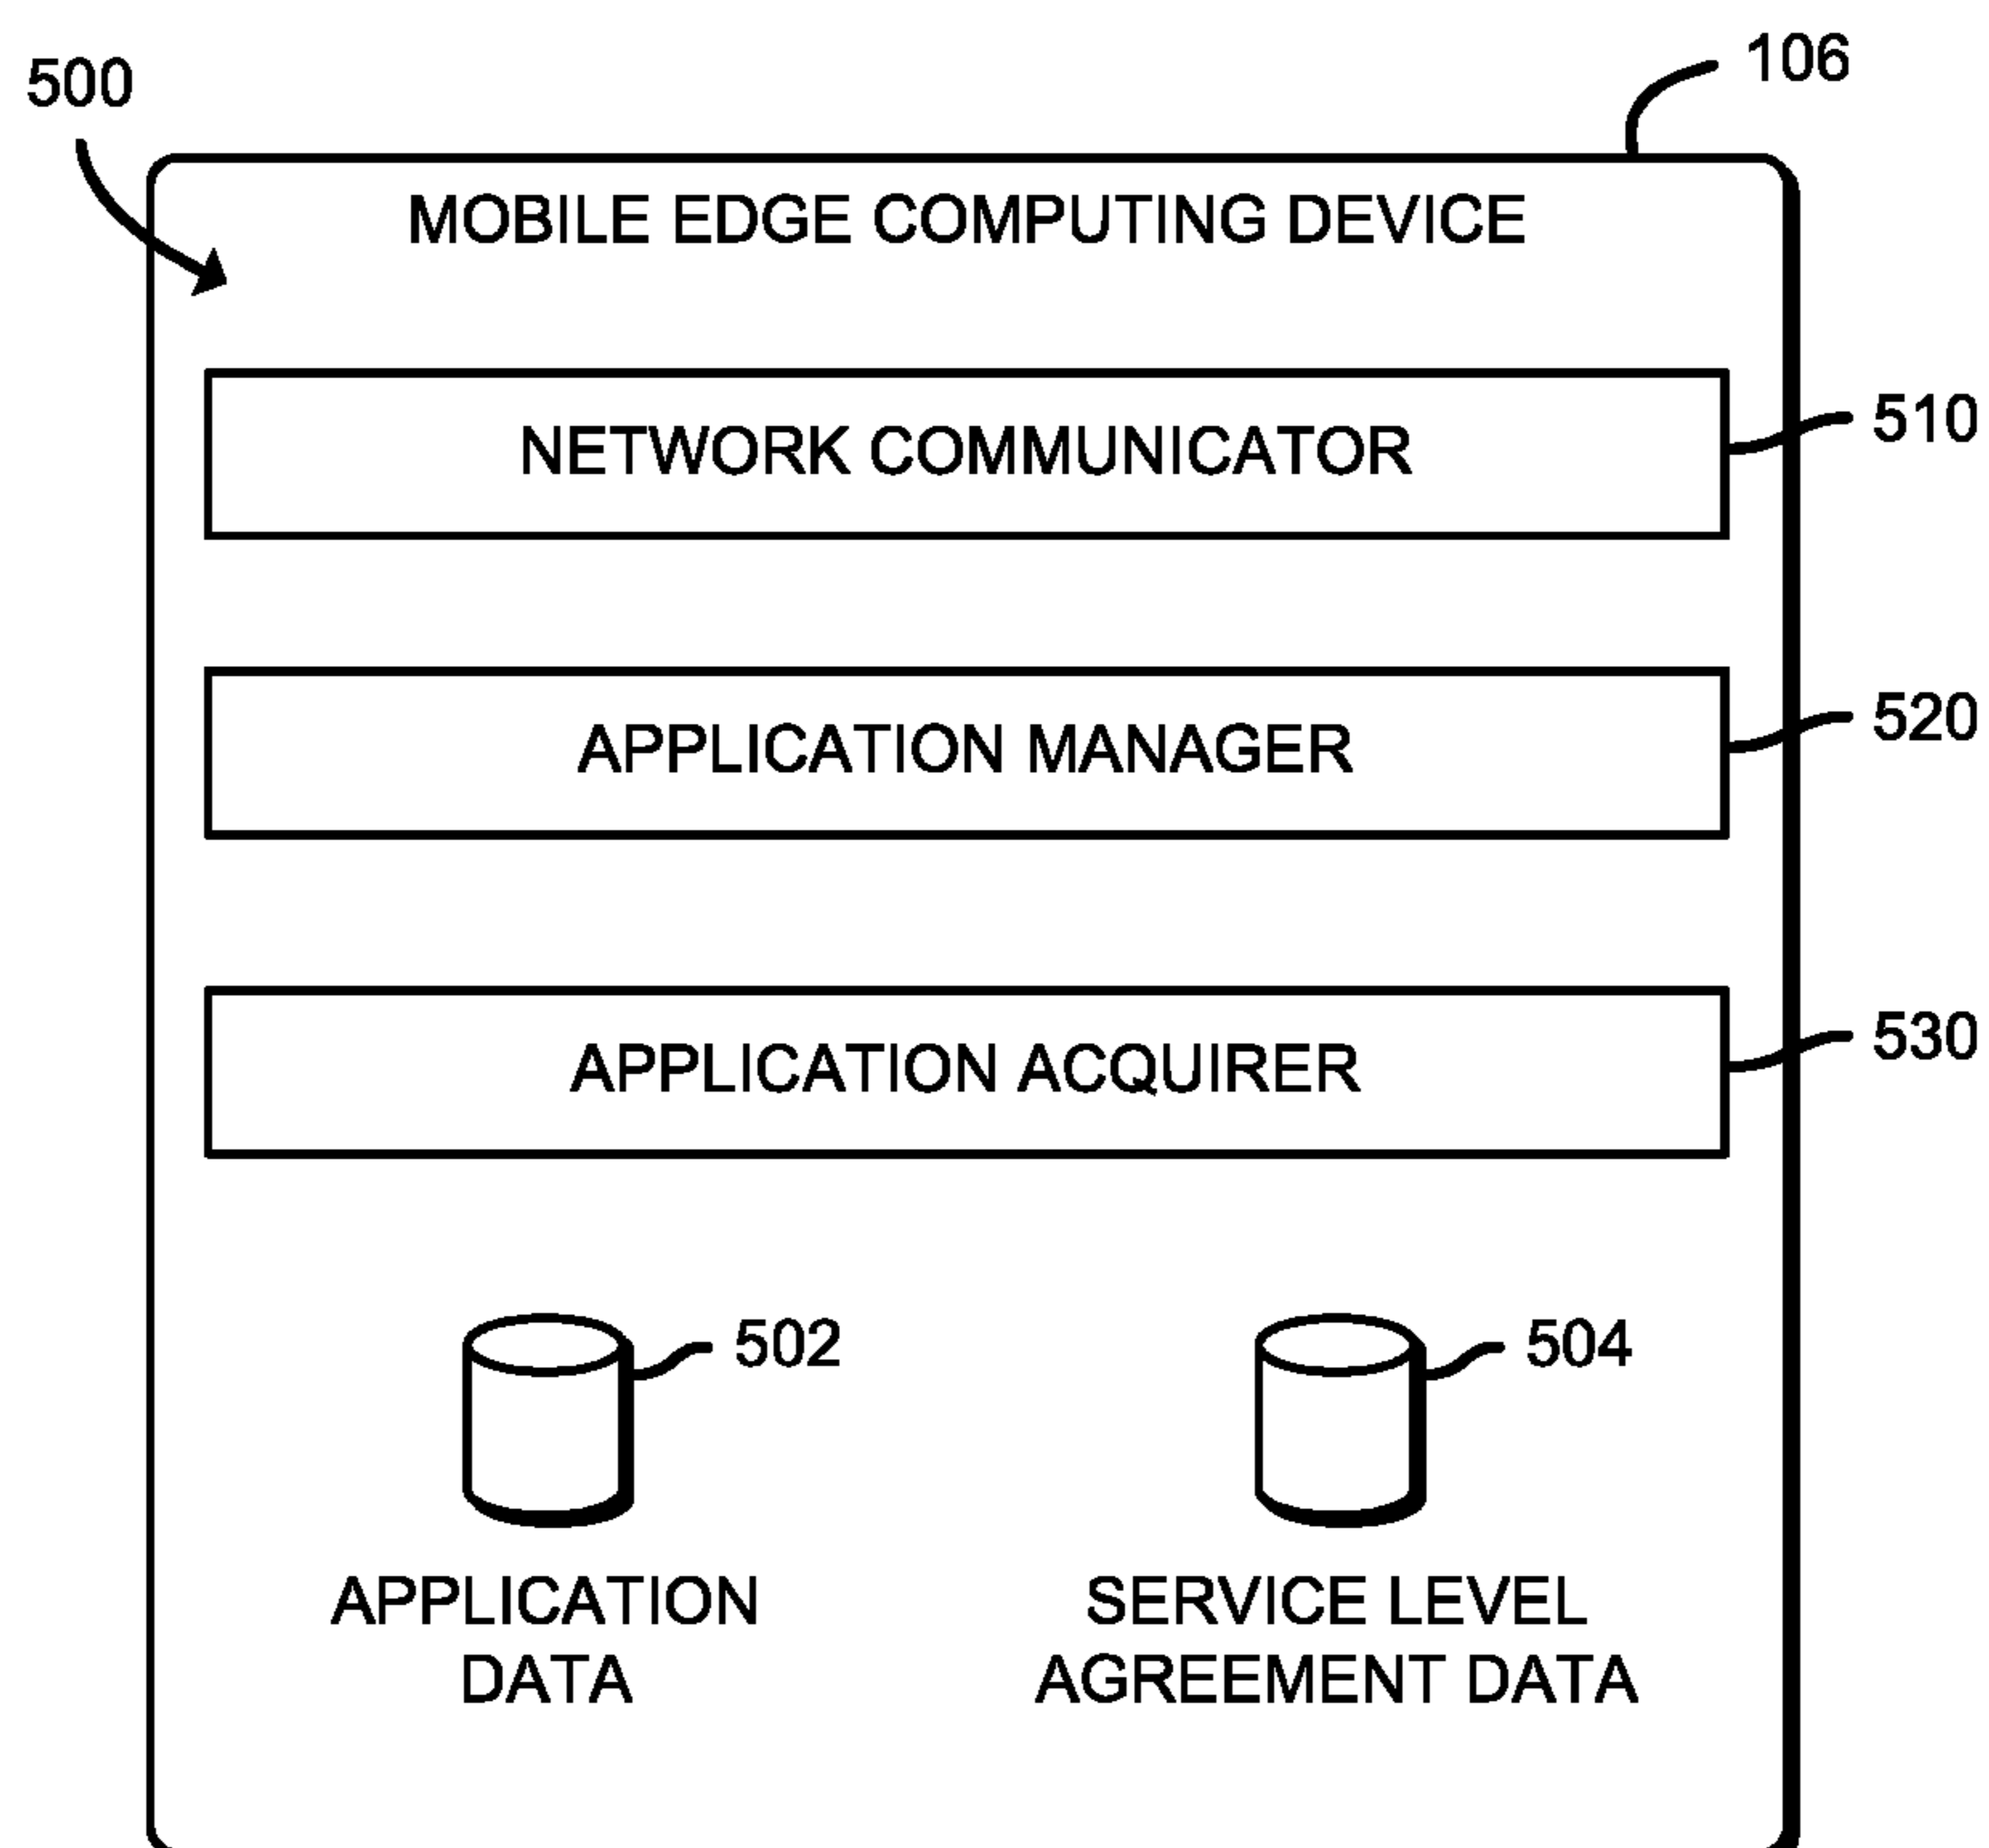 106
500
MOBILE EDGE COMPUTING DEVICE
NETWORK COMMUNICATOR
510
APPLICATION MANAGER
520
APPLICATION ACQUIRER
530
502
504
APPLICATION
DATA
SERVICE LEVEL
AGREEMENT DATA